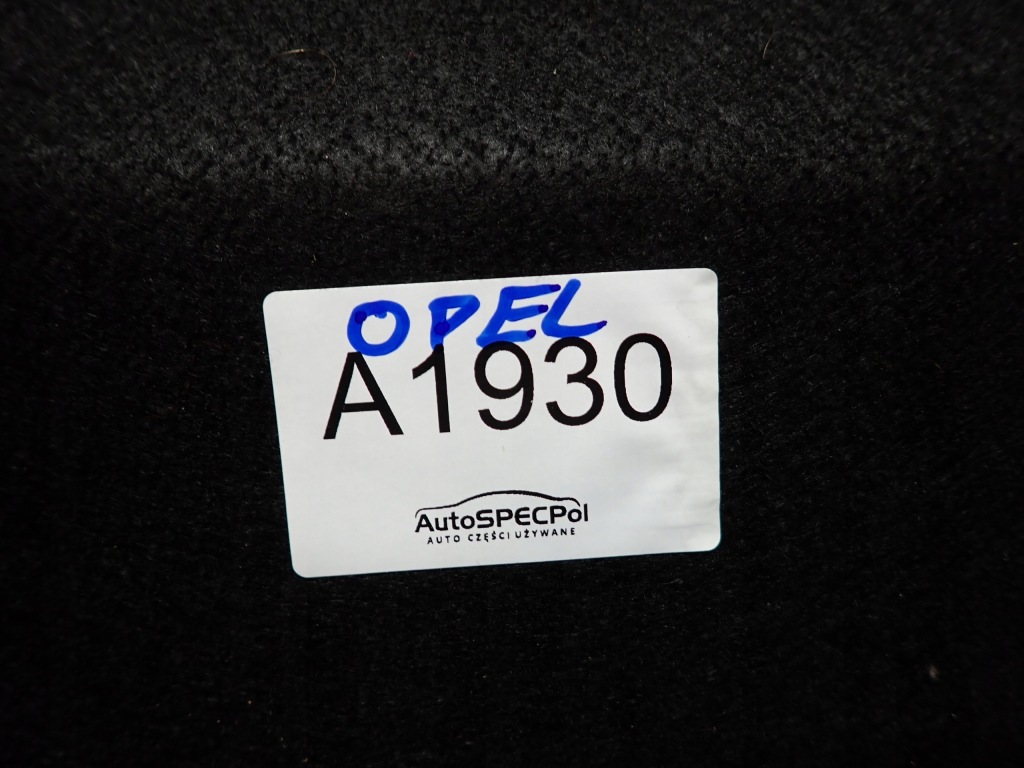 OPEL
A1930
AutoSPECPol
AUTO CZĘŚCI UŻYWANE